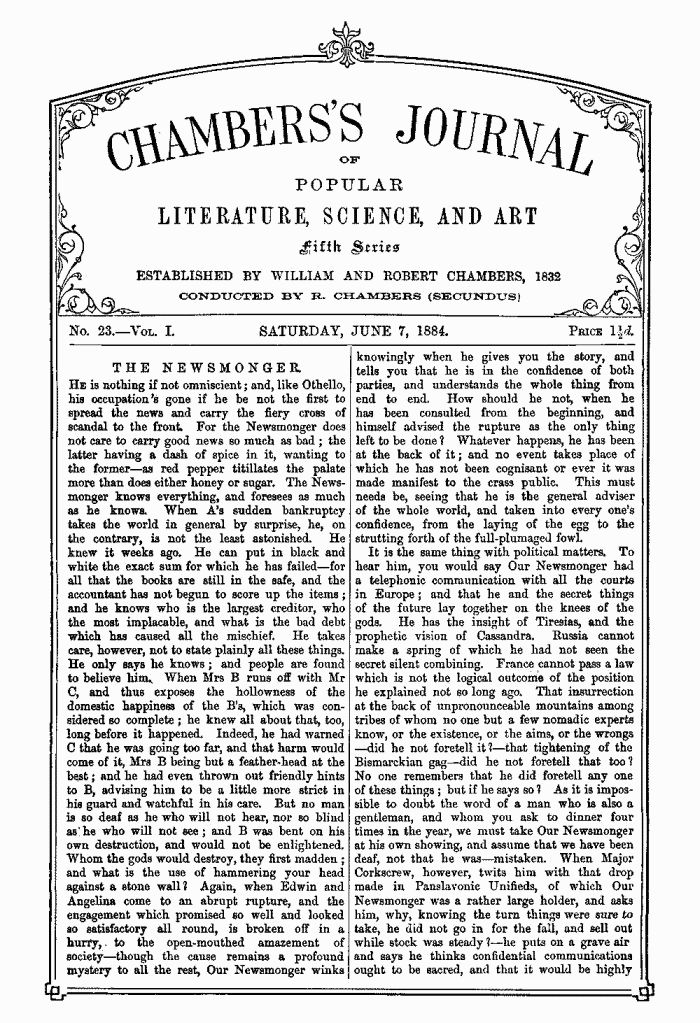 CHAMBERS'S JOURNAL
OF
POPULAR
LITERATURE, SCIENCE, AND ART
Fifth Series
ESTABLISHED BY WILLIAM AND ROBERT CHAMBERS, 1832
CONDUCTED BY R. CHAMBERS (SECUNDUS)
No. 23.—Vol. I.
SATURDAY, JUNE 7, 1884.
Price 1½d.
THE NEWSMONGER.
He is nothing if not omniscient; and, like Othello,
his occupation's gone if he be not the first to
spread the news and carry the fiery cross of
scandal to the front. For the Newsmonger does
not care to carry good news so much as bad; the
latter having a dash of spice in it, wanting to
the former—as red pepper titillates the palate
more than does either honey or sugar. The News-
monger knows everything, and foresees as much
as he knows. When A's sudden bankruptcy
takes the world in general by surprise, he, on
the contrary, is not the least astonished. He
knew it weeks ago. He can put in black and
white the exact sum for which he has failed—for
all that the books are still in the safe, and the
accountant has not begun to score up the items;
and he knows who is the largest creditor, who
the most implacable, and what is the bad debt
which has caused all the mischief. He takes
care, however, not to state plainly all these things.
He only says he knows; and people are found
to believe him. When Mrs B runs off with Mr
C, and thus exposes the hollowness of the
domestic happiness of the B's, which was con-
sidered so complete; he knew all about that, too,
long before it happened. Indeed, he had warned
C that he was going too far, and that harm would
come of it, Mrs B being but a feather-head at the
best; and he had even thrown out friendly hints
to B, advising him to be a little more strict in
his guard and watchful in his care. But no man
is so deaf as he who will not hear, nor so blind
as he who will not see; and B was bent on his
own destruction, and would not be enlightened.
Whom the gods would destroy, they first madden;
and what is the use of hammering your head
against a stone wall? Again, when Edwin and
Angelina come to an abrupt rupture, and the
engagement which promised so well and looked
so satisfactory all round, is broken off in a
hurry, to the open-mouthed amazement of
society—though the cause remains a profound
mystery to all the rest, Our Newsmonger winks
knowingly when he gives you the story, and
tells you that he is in the confidence of both
parties, and understands the whole thing from
end to end. How should he not, when he
has been consulted from the beginning, and
himself advised the rupture as the only thing
left to be done? Whatever happens, he has been
at the back of it; and no event takes place of
which he has not been cognisant or ever it was
made manifest to the crass public. This must
needs be, seeing that he is the general adviser
of the whole world, and taken into every one's
confidence, from the laying of the egg to the
strutting forth of the full-plumaged fowl.
It is the same thing with political matters. To
hear him, you would say Our Newsmonger had
a telephonic communication with all the courts
in Europe; and that he and the secret things
of the future lay together on the knees of the
gods. He has the insight of Tiresias, and the
prophetic vision of Cassandra. Russia cannot
make a spring of which he had not seen the
secret silent combining. France cannot pass a law
which is not the logical outcome of the position
he explained not so long ago. That insurrection
at the back of unpronounceable mountains among
tribes of whom no one but a few nomadic experts
know, or the existence, or the aims, or the wrongs
—did he not foretell it?—that tightening of the
Bismarckian gag—did he not foretell that too?
No one remembers that he did foretell any one
of these things; but if he says so? As it is impos-
sible to doubt the word of a man who is also a
gentleman, and whom you ask to dinner four
times in the year, we must take Our Newsmonger
at his own showing, and assume that we have been
deaf, not that he was—mistaken. When Major
Corkscrew, however, twits him with that drop
made in Panslavonic Unifieds, of which Our
Newsmonger was a rather large holder, and asks
him, why, knowing the turn things were sure to
take, he did not go in for the fall, and sell out
while stock was steady?—he puts on a grave air
and says he thinks confidential communications
ought to be sacred, and that it would be highly